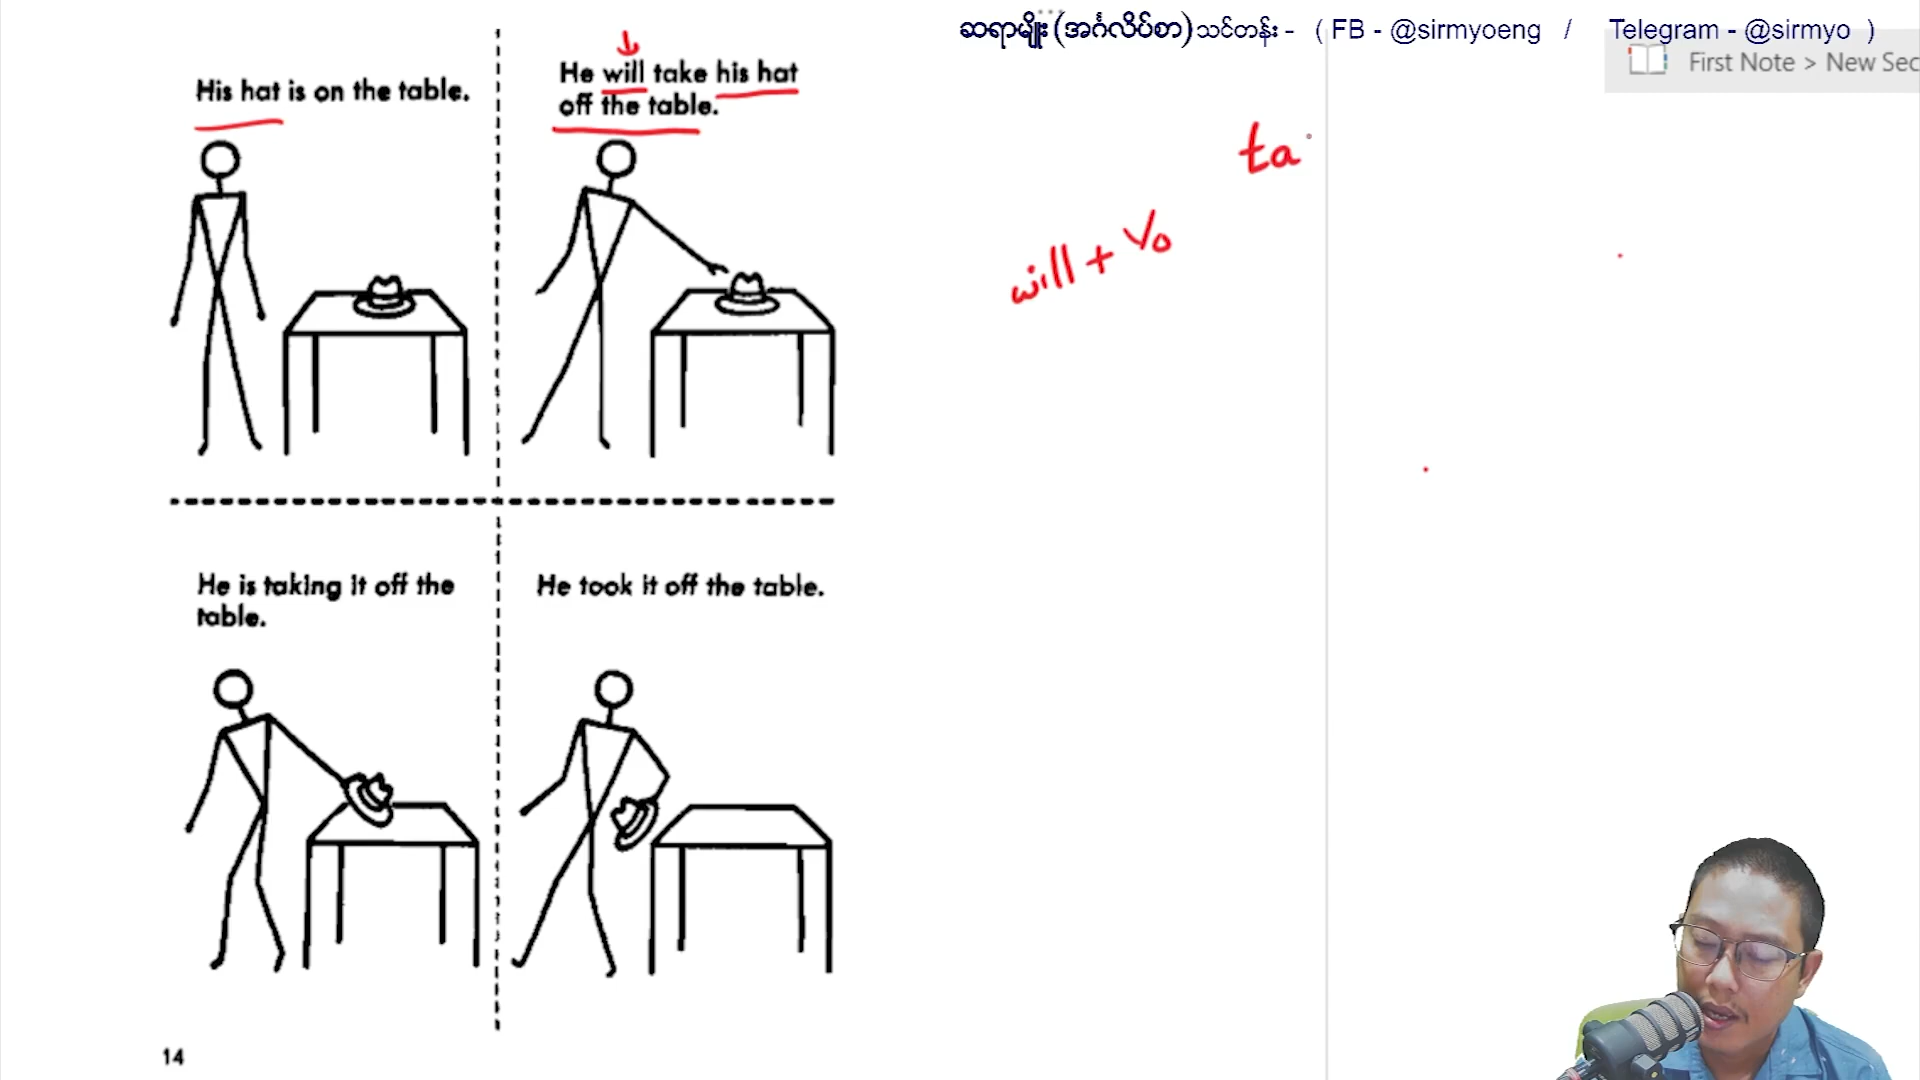 ဆရာမျိုး (အင်္ဂလိပ်စာ) သင်တန်း - ( FB - @sirmyoeng / Telegram - @sirmyo )
First Note > New Sec
His hat is on the table.
He will take his hat
off the table.
ta
will + V0
He is taking it off the
table.
He took it off the table.
14